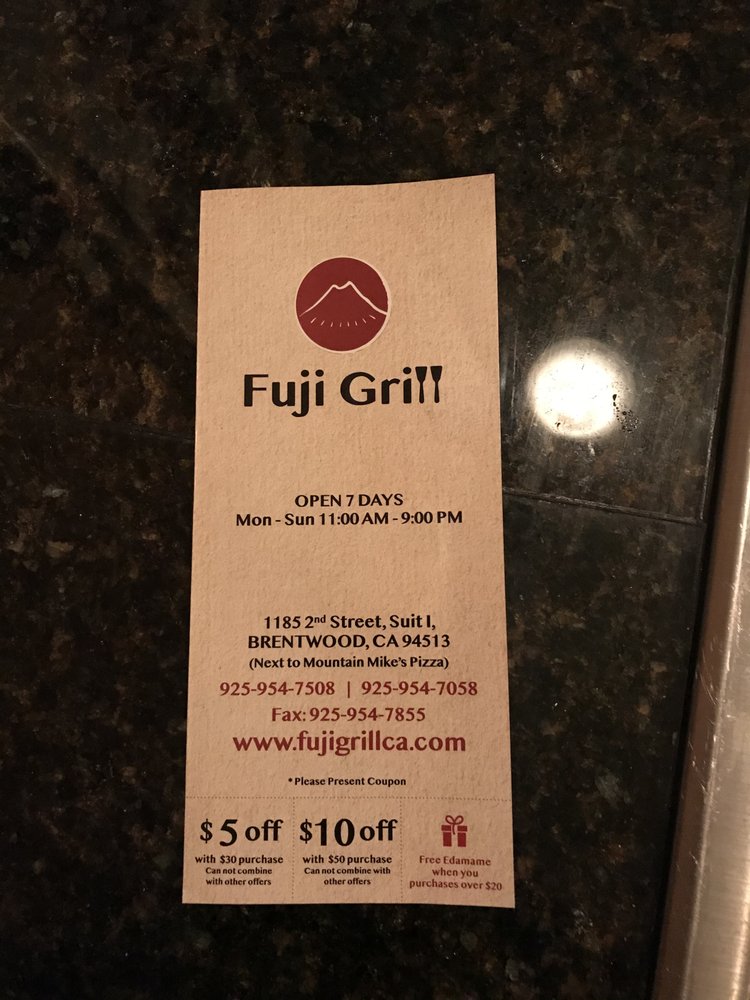 Fuji Grill
OPEN 7 DAYS
Mon - Sun 11:00 AM - 9:00 PM
1185 2nd Street, Suit I,
BRENTWOOD, CA 94513
(Next to Mountain Mike's Pizza)
925-954-7508 | 925-954-7058
Fax: 925-954-7855
www.fujigrillca.com
*Please Present Coupon
$5 off
with $30 purchase
Can not combine
with other offers
$10 off
with $50 purchase
Can not combine with
other offers
Free Edamame
when you
purchases over $20